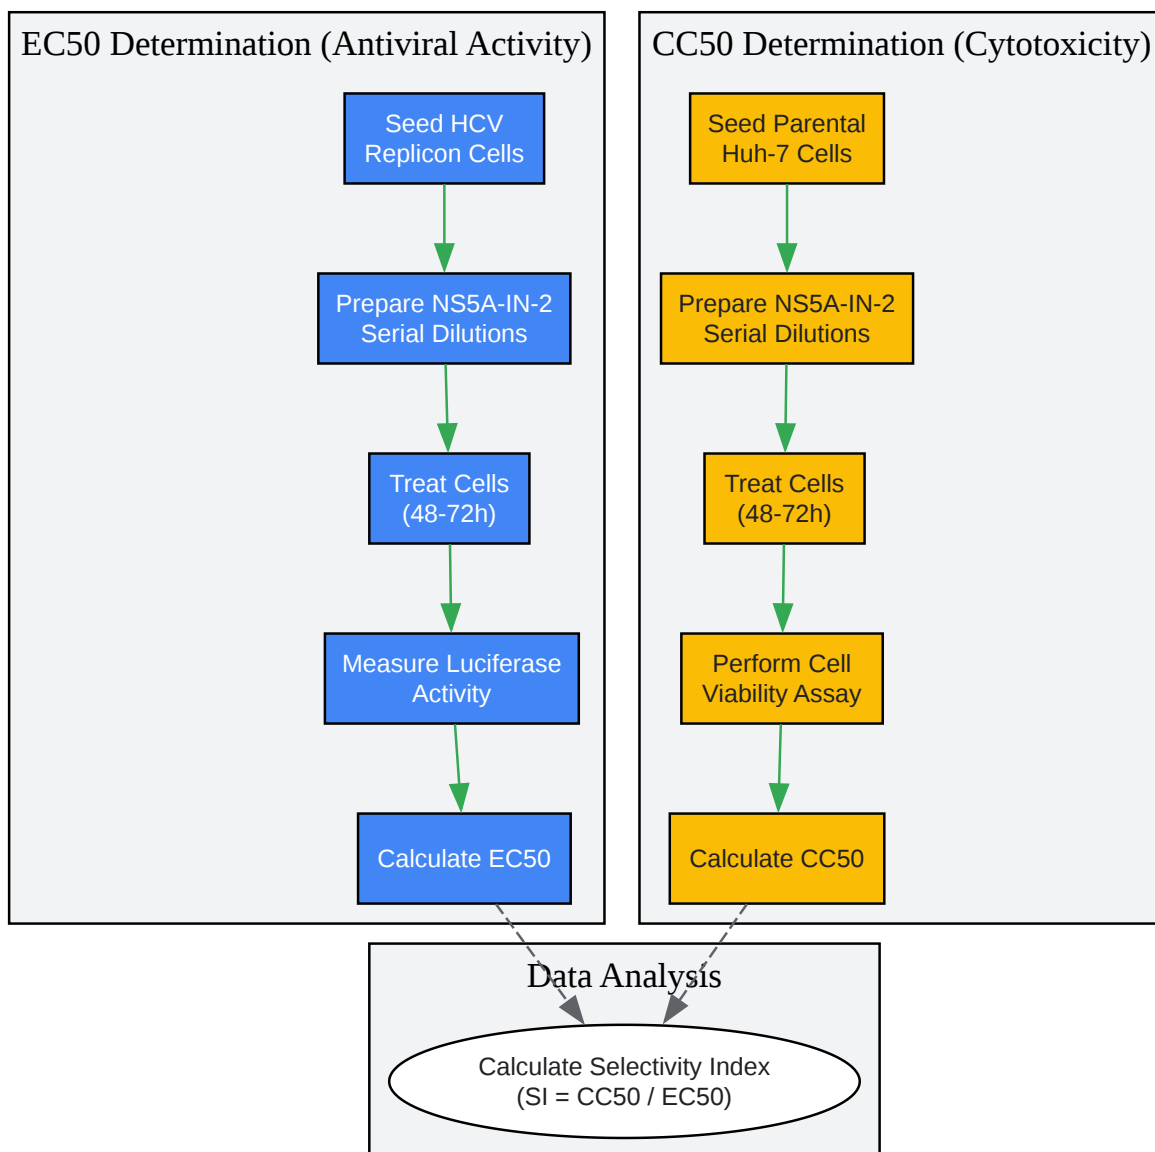 EC50 Determination (Antiviral Activity)
Seed HCV
Replicon Cells
Prepare NS5A-IN-2
Serial Dilutions
Treat Cells
(48-72h)
Measure Luciferase
Activity
Calculate EC50
CC50 Determination (Cytotoxicity)
Seed Parental
Huh-7 Cells
Prepare NS5A-IN-2
Serial Dilutions
Treat Cells
(48-72h)
Perform Cell
Viability Assay
Calculate CC50
Data Analysis
Calculate Selectivity Index
(SI = CC50 / EC50)